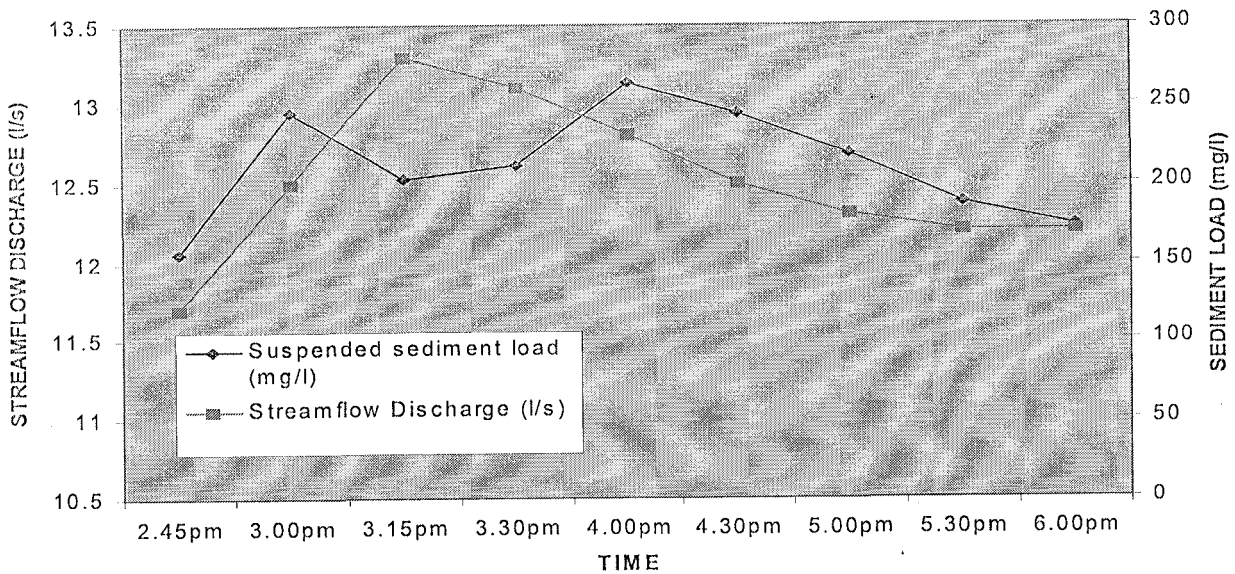 STREAMFLOW DISCHARGE (l/s)
13.5
13
12.5
12
11.5
11
10.5
Suspended sediment load
(mg/l)
Streamflow Discharge (l/s)
300
250
200
150
100
50
0
SEDIMENT LOAD (mg/l)
2.45pm 3.00pm 3.15pm 3.30pm 4.00pm 4.30pm 5.00pm 5.30pm 6.00pm
TIME